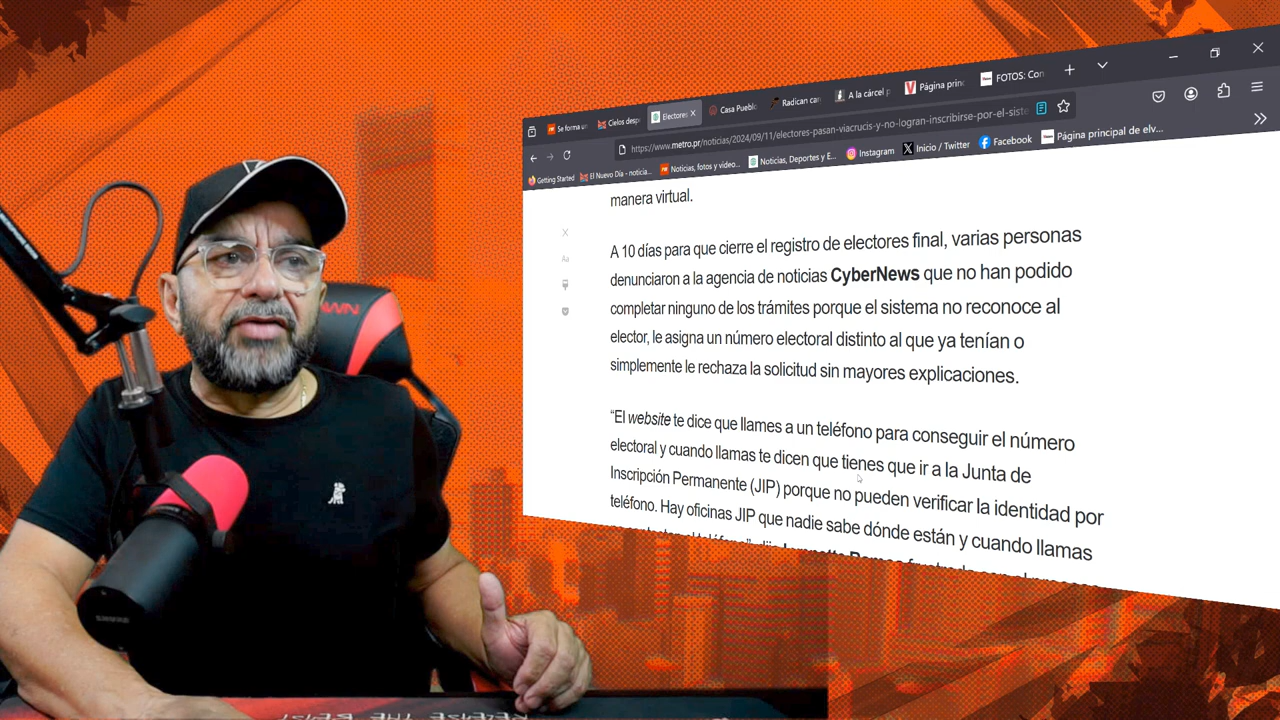 Se forma un
Cielos desp
Electores
Casa Puebl
Radican car
A la cárcel p
Página princ
FOTOS: Con
https://www.metro.pr/noticias/2024/09/11/electores-pasan-viacrucis-y-no-logran-inscribirse-por-el-siste
Getting Started
El Nuevo Día - noticia...
Noticias, fotos y video...
Noticias, Deportes y E...
Instagram
Inicio / Twitter
Facebook
Página principal de elv...
manera virtual.
A 10 días para que cierre el registro de electores final, varias personas
denunciaron a la agencia de noticias CyberNews que no han podido
completar ninguno de los trámites porque el sistema no reconoce al
elector, le asigna un número electoral distinto al que ya tenían o
simplemente le rechaza la solicitud sin mayores explicaciones.
“El website te dice que llames a un teléfono para conseguir el número
electoral y cuando llamas te dicen que tienes que ir a la Junta de
Inscripción Permanente (JIP) porque no pueden verificar la identidad por
teléfono. Hay oficinas JIP que nadie sabe dónde están y cuando llamas
Aa
WN
SHURE